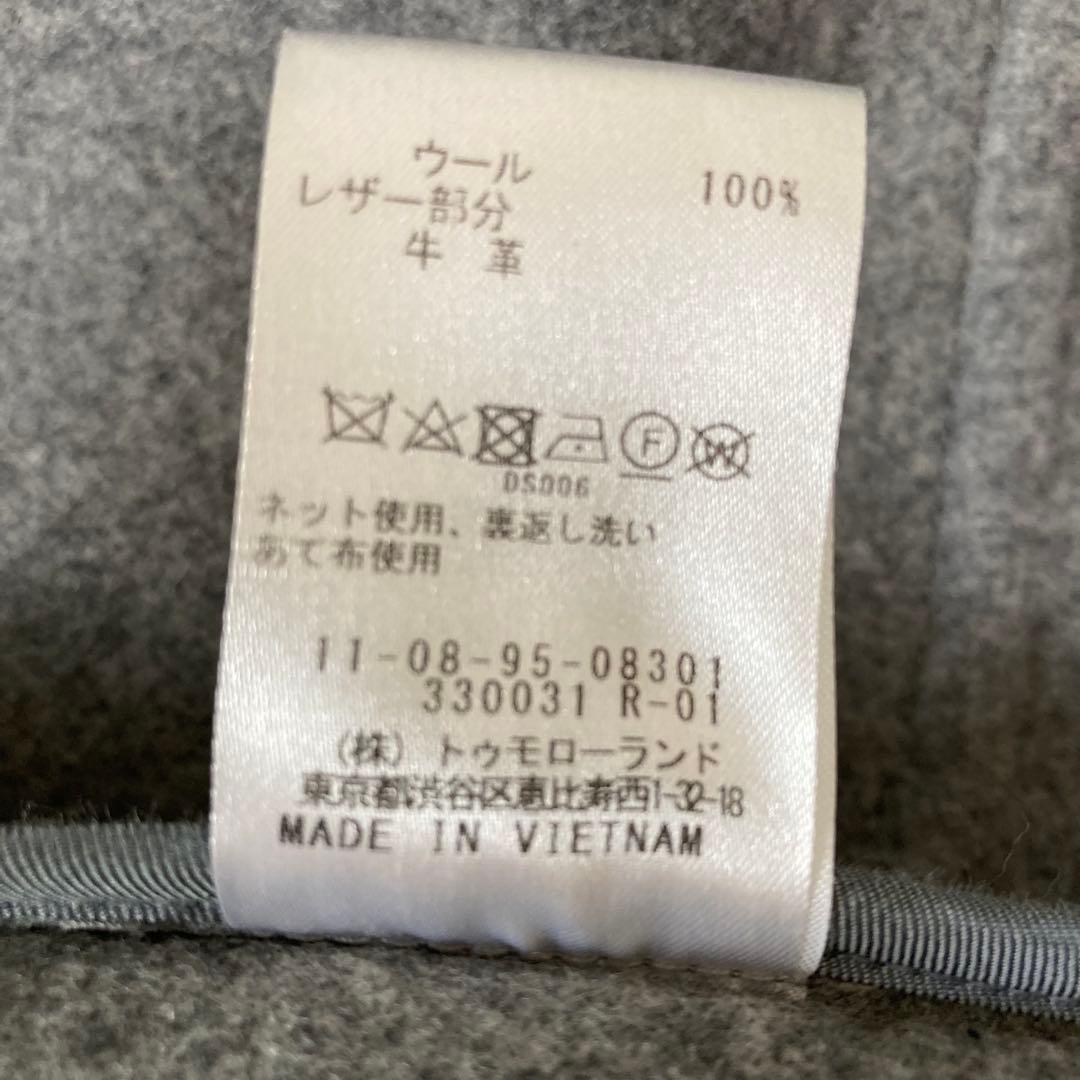 ウール 100%
レザー部分
牛 革
F W
DS006
ネット使用、裏返し洗い
あて布使用
11-08-95-08301
330031 R-01
(株) トゥモローランド
東京都渋谷区恵比寿西1-32-18
MADE IN VIETNAM